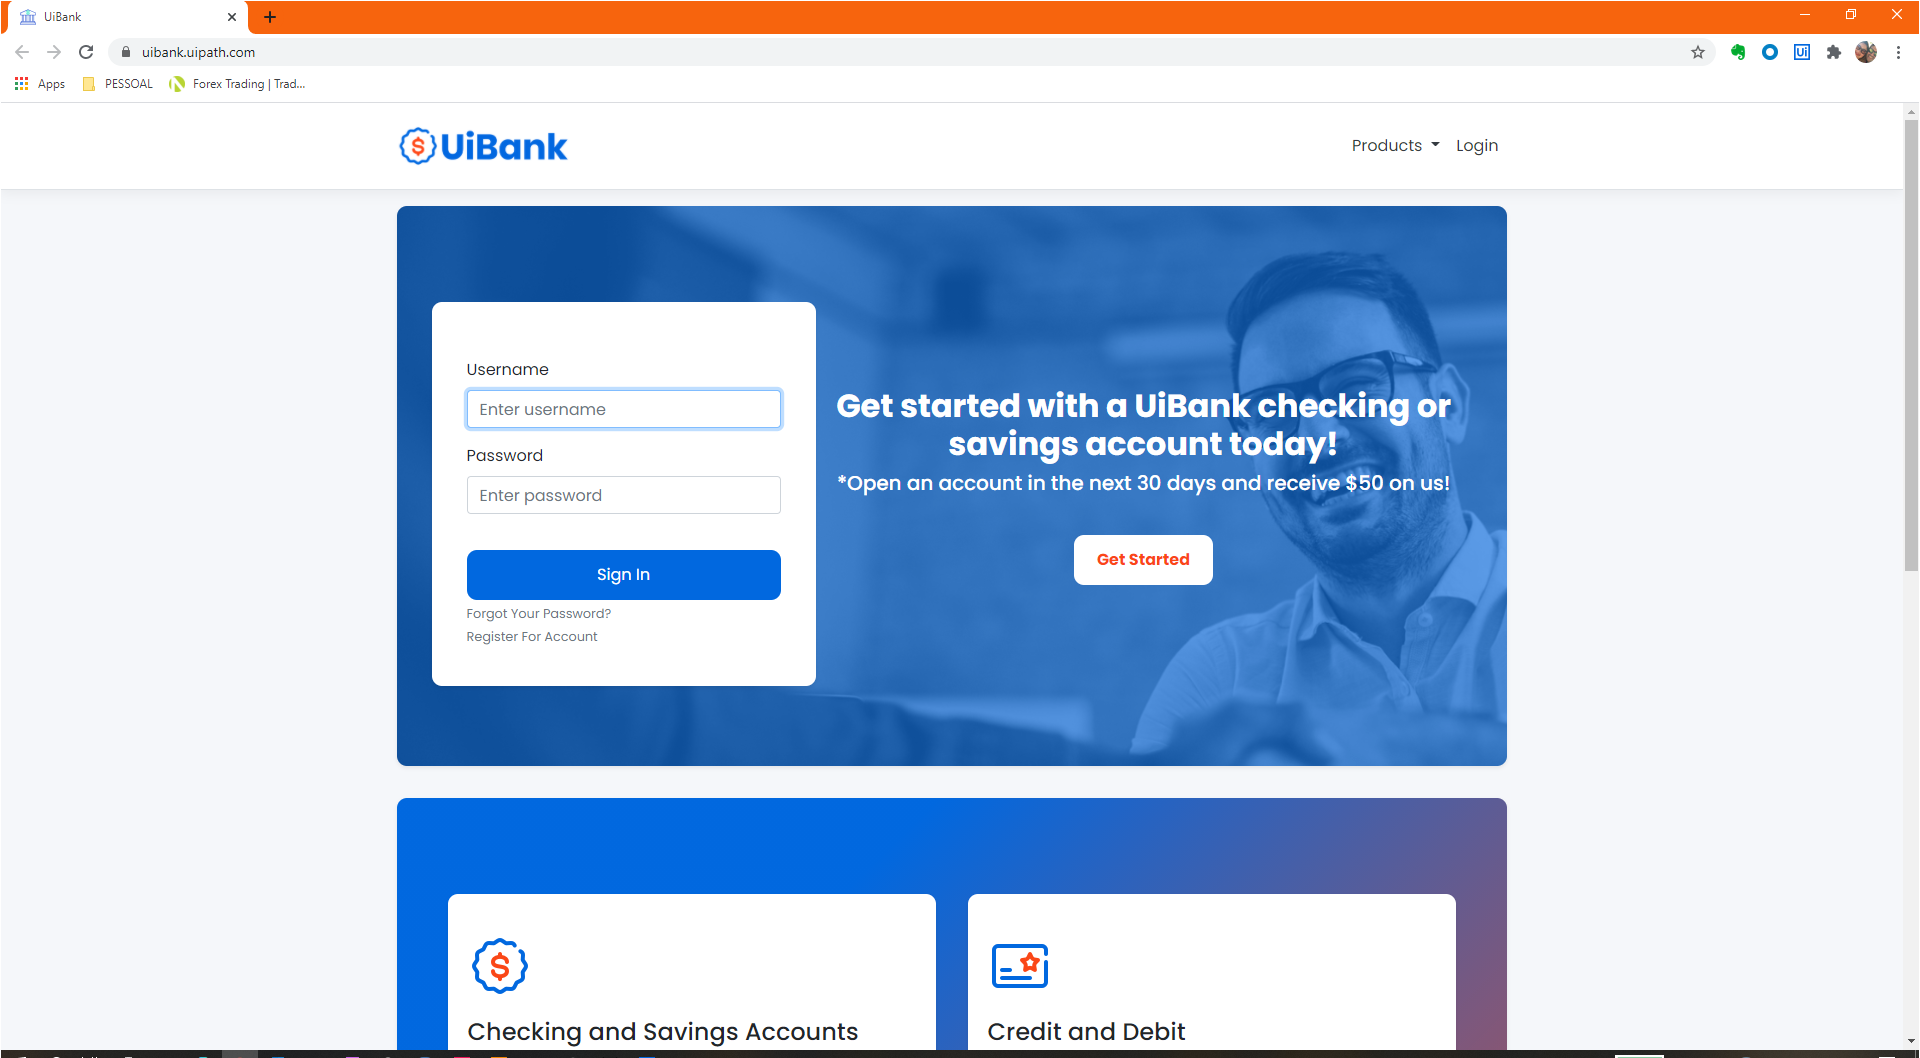 UiBank
uibank.uipath.com
Apps
PESSOAL
Forex Trading | Trad...
UiBank
Products
Login
Username
Enter username
Password
Enter password
Sign In
Forgot Your Password?
Register For Account
Get started with a UiBank checking or
savings account today!
*Open an account in the next 30 days and receive $50 on us!
Get Started
Checking and Savings Accounts
Credit and Debit